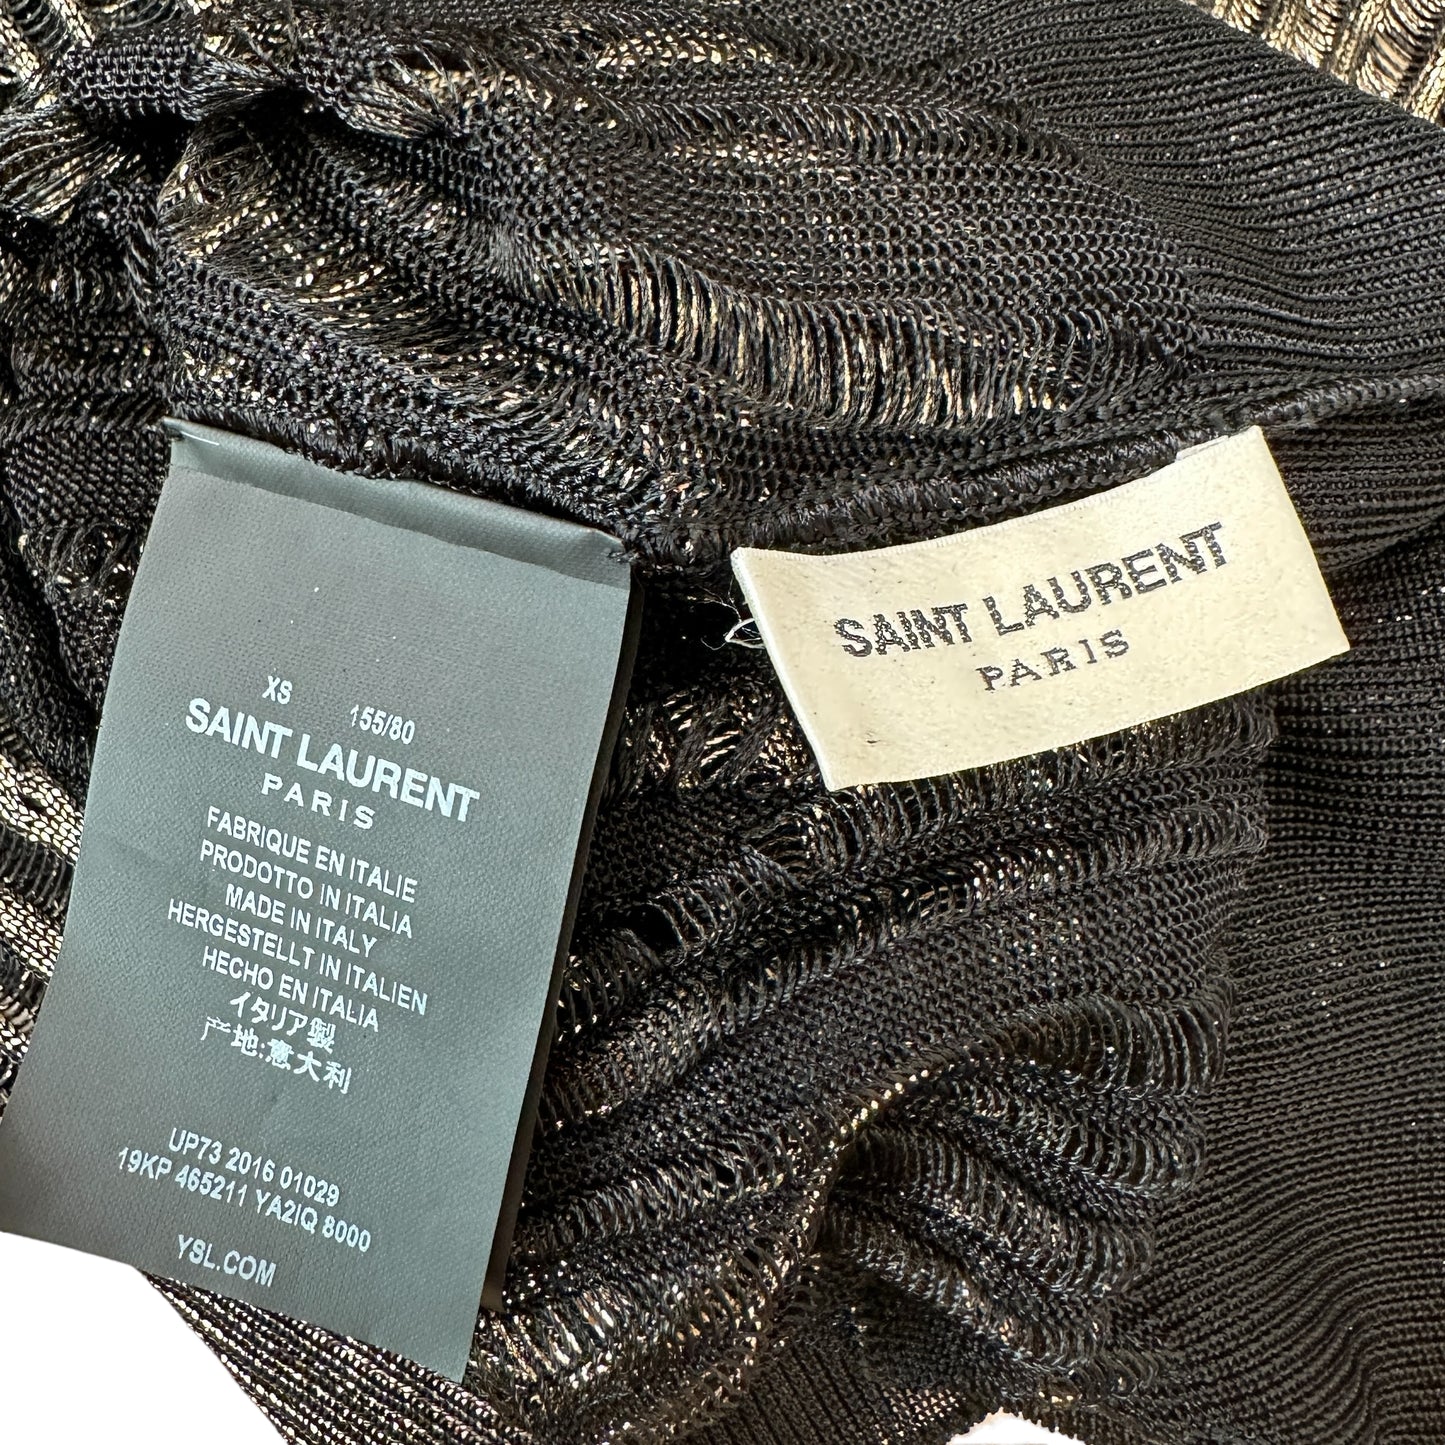 XS 155/80
SAINT LAURENT
PARIS
FABRIQUE EN ITALIE
PRODOTTO IN ITALIA
MADE IN ITALY
HERGESTELLT IN ITALIEN
HECHO EN ITALIA
イタリア製
产地:意大利
UP73 2016 01029
19KP 465211 YA2IQ 8000
YSL.COM
SAINT LAURENT
PARIS